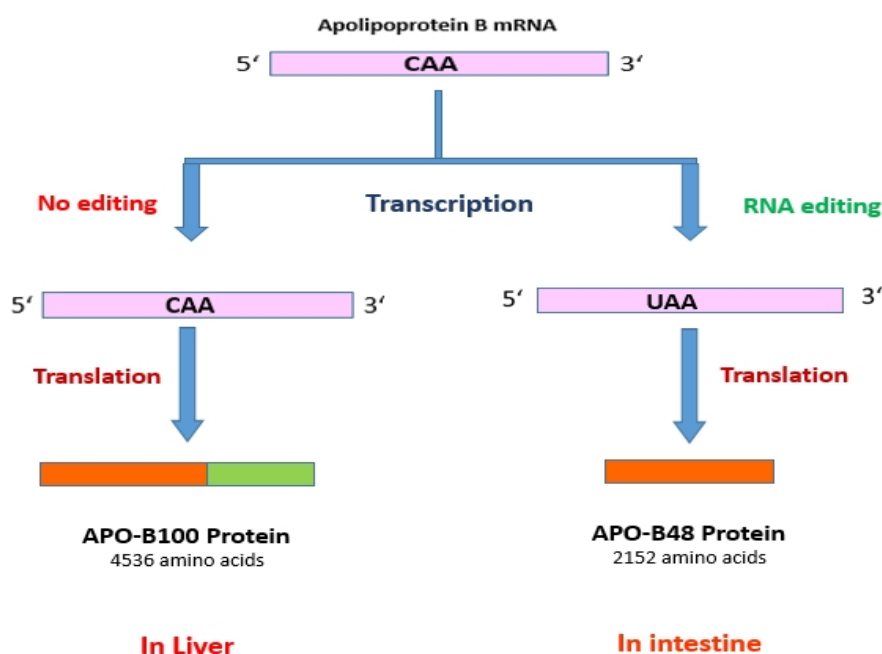 Apolipoprotein B mRNA
5‘ CAA 3‘
No editing Transcription RNA editing
5‘ CAA 3‘ 5‘ UAA 3‘
Translation Translation
APO-B100 Protein APO-B48 Protein
4536 amino acids 2152 amino acids
In Liver In intestine